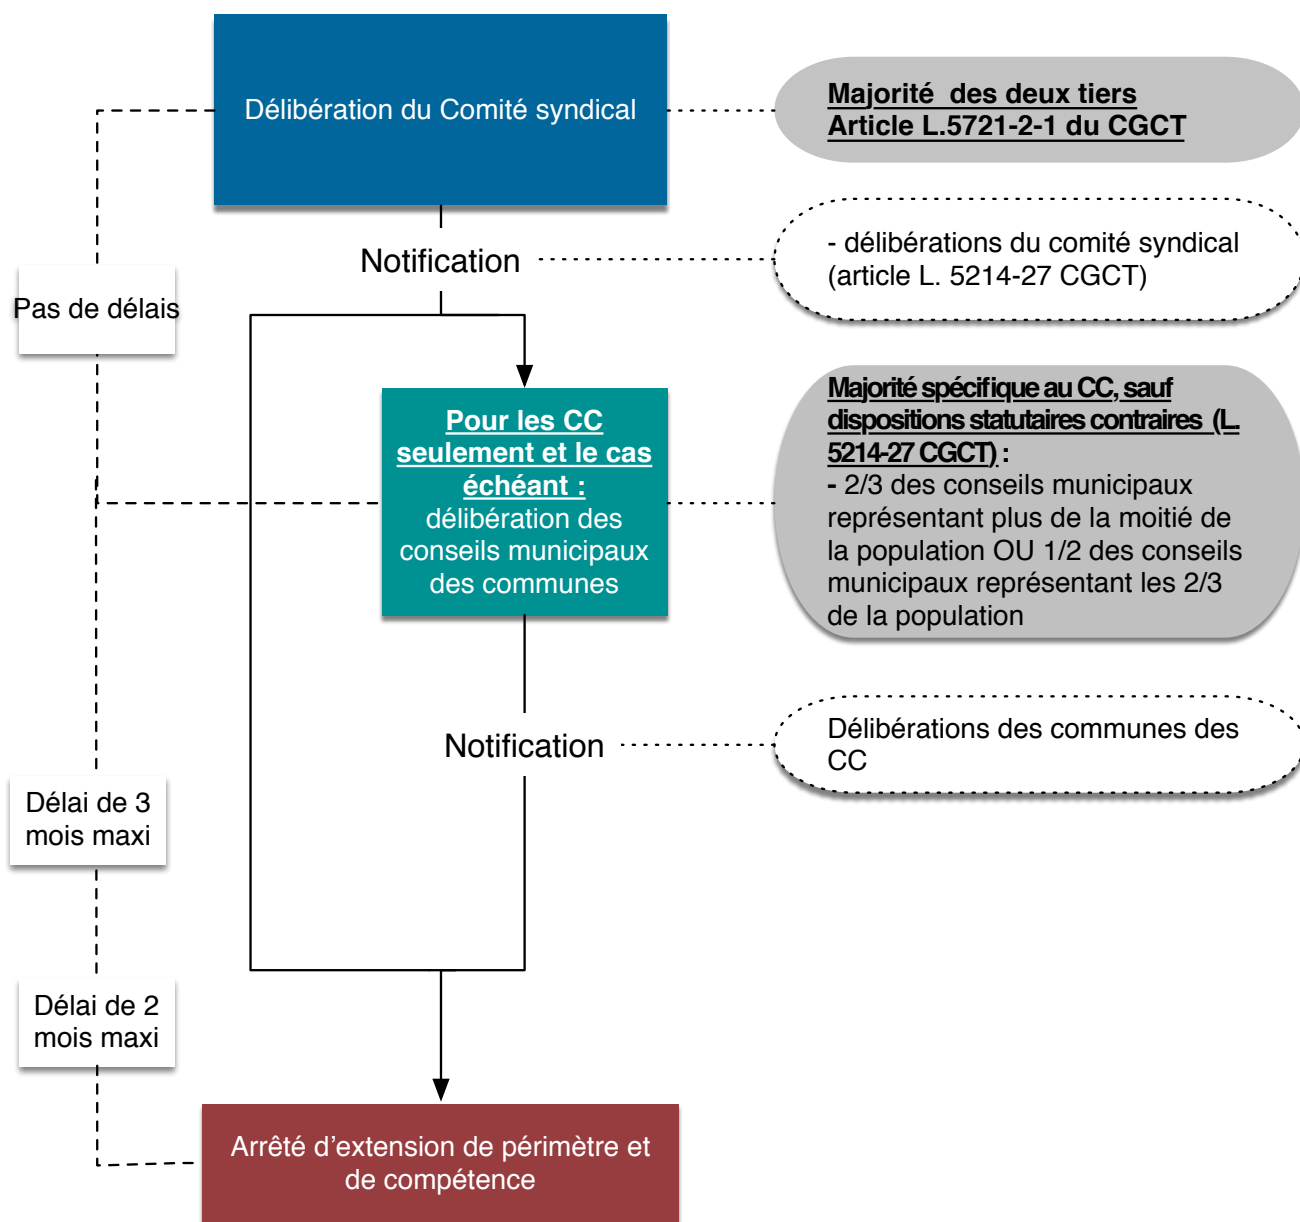 Délibération du Comité syndical
Majorité des deux tiers
Article L.5721-2-1 du CGCT
Notification
- délibérations du comité syndical
(article L. 5214-27 CGCT)
Pas de délais
Pour les CC
seulement et le cas
échéant :
délibération des
conseils municipaux
des communes
Majorité spécifique au CC, sauf
dispositions statutaires contraires (L.
5214-27 CGCT) :
- 2/3 des conseils municipaux
représentant plus de la moitié de
la population OU 1/2 des conseils
municipaux représentant les 2/3
de la population
Notification
Délibérations des communes des
CC
Délai de 3
mois maxi
Délai de 2
mois maxi
Arrêté d’extension de périmètre et
de compétence